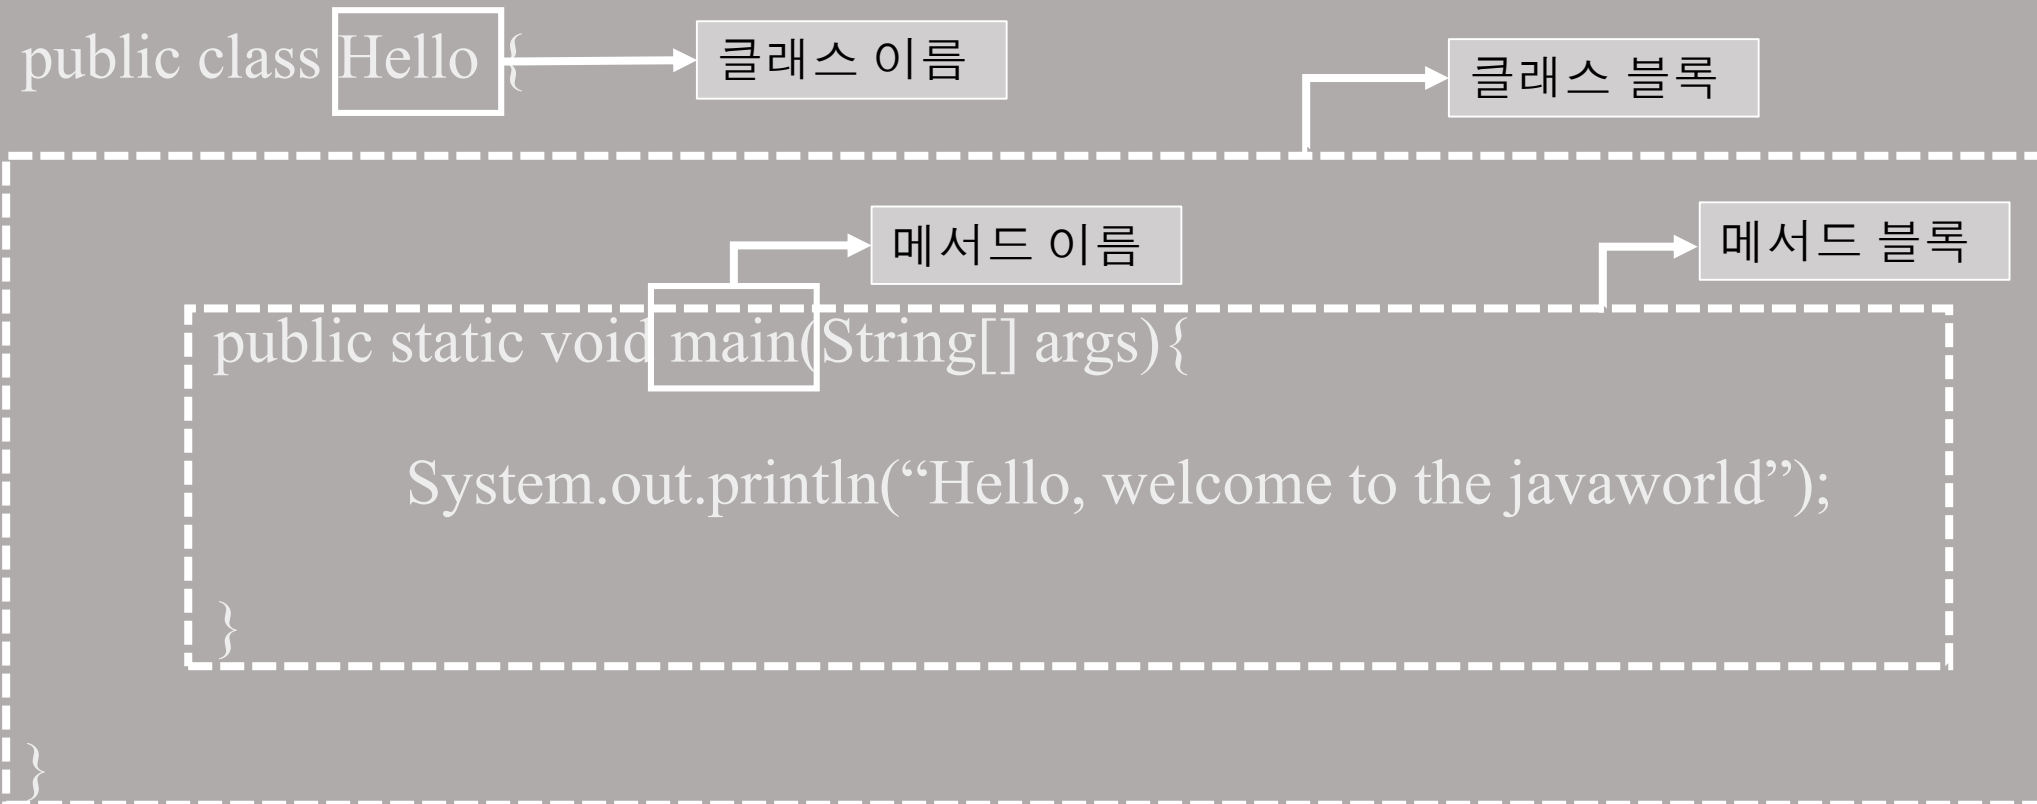 public class Hello {
클래스 이름
클래스 블록
메서드 이름
메서드 블록
public static void main(String[] args){
System.out.println(“Hello, welcome to the javaworld”);
}
}